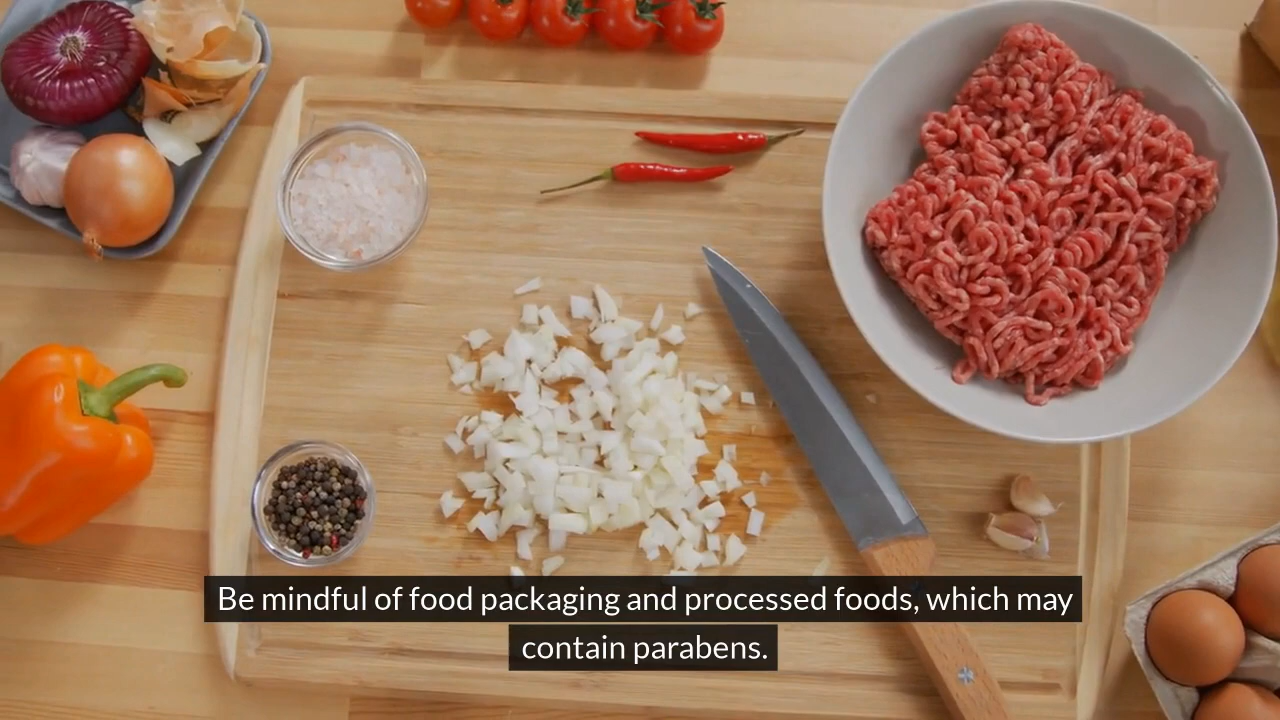 Be mindful of food packaging and processed foods, which may
contain parabens.